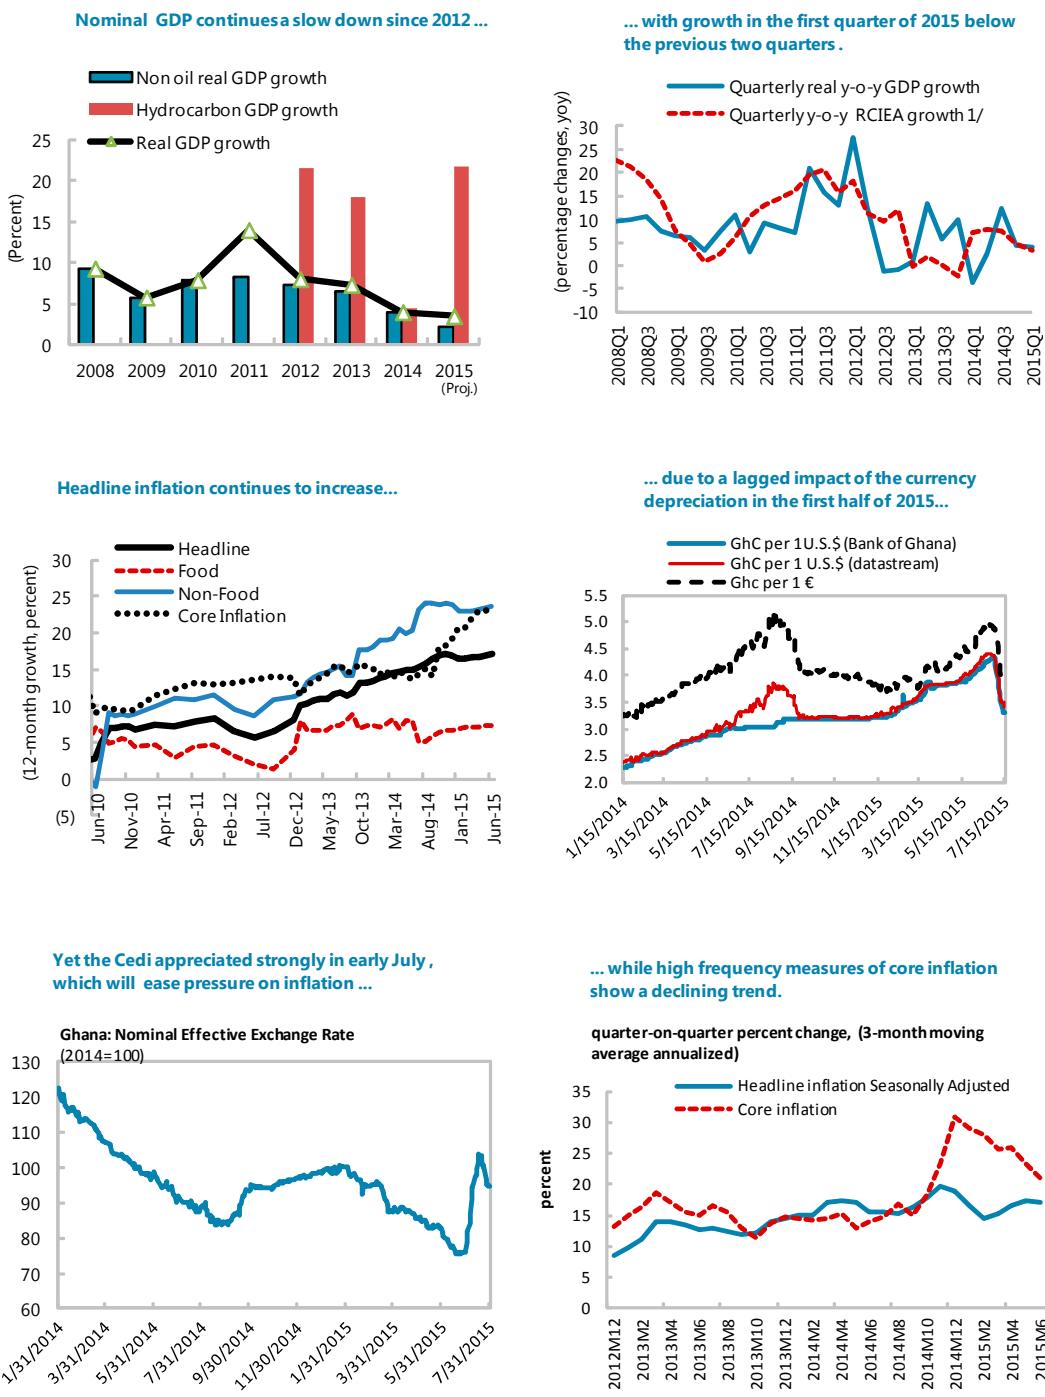 Nominal GDP continues a slow down since 2012 ...
Non oil real GDP growth
Hydrocarbon GDP growth
Real GDP growth
(Percent)
25
20
15
10
5
0
2008 2009 2010 2011 2012 2013 2014 2015
(Proj.)
... with growth in the first quarter of 2015 below
the previous two quarters .
Quarterly real y-o-y GDP growth
Quarterly y-o-y RCIEA growth 1/
(percentage changes, yoy)
30
25
20
15
10
5
0
-5
-10
2008Q1
2008Q3
2009Q1
2009Q3
2010Q1
2010Q3
2011Q1
2011Q3
2012Q1
2012Q3
2013Q1
2013Q3
2014Q1
2014Q3
2015Q1
Headline inflation continues to increase...
Headline
Food
Non-Food
Core Inflation
(12-month growth, percent)
30
25
20
15
10
5
0
(5)
Jun-10
Nov-10
Apr-11
Sep-11
Feb-12
Jul-12
Dec-12
May-13
Oct-13
Mar-14
Aug-14
Jan-15
Jun-15
... due to a lagged impact of the currency
depreciation in the first half of 2015...
GhC per 1U.S.$ (Bank of Ghana)
GhC per 1 U.S.$ (datastream)
Ghc per 1 €
5.5
5.0
4.5
4.0
3.5
3.0
2.5
2.0
1/15/2014
3/15/2014
5/15/2014
7/15/2014
9/15/2014
11/15/2014
1/15/2015
3/15/2015
5/15/2015
7/15/2015
Yet the Cedi appreciated strongly in early July ,
which will ease pressure on inflation ...
Ghana: Nominal Effective Exchange Rate
(2014=100)
130
120
110
100
90
80
70
60
1/31/2014
3/31/2014
5/31/2014
7/31/2014
9/30/2014
11/30/2014
1/31/2015
3/31/2015
5/31/2015
7/31/2015
... while high frequency measures of core inflation
show a declining trend.
quarter-on-quarter percent change, (3-month moving
average annualized)
Headline inflation Seasonally Adjusted
Core inflation
percent
35
30
25
20
15
10
5
0
2012M12
2013M2
2013M4
2013M6
2013M8
2013M10
2013M12
2014M2
2014M4
2014M6
2014M8
2014M10
2014M12
2015M2
2015M4
2015M6